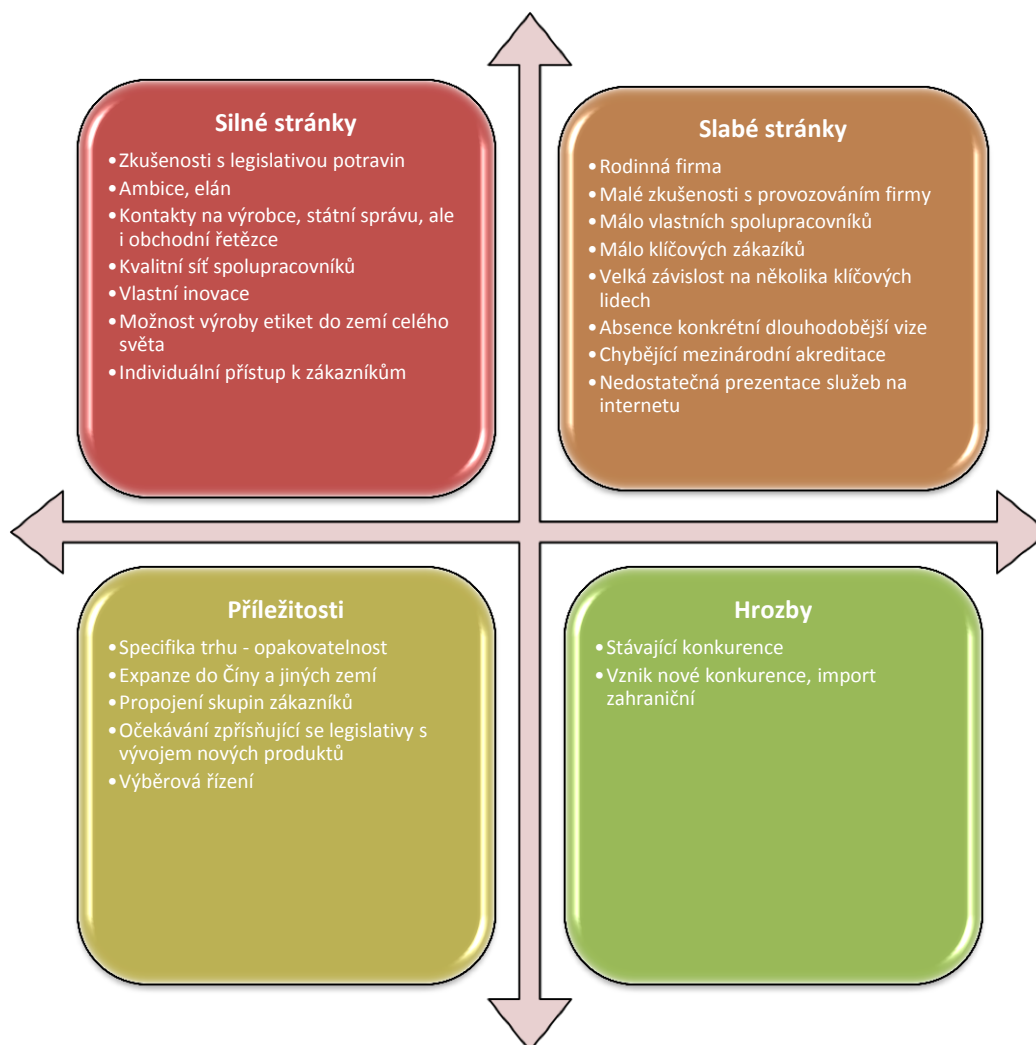 Silné stránky
•Zkušenosti s legislativou potravin
•Ambice, elán
•Kontakty na výrobce, státní správu, ale
i obchodní řetězce
•Kvalitní síť spolupracovníků
•Vlastní inovace
•Možnost výroby etiket do zemí celého
světa
•Individuální přístup k zákazníkům
Slabé stránky
•Rodinná firma
•Malé zkušenosti s provozováním firmy
•Málo vlastních spolupracovníků
•Málo klíčových zákazíků
•Velká závislost na několika klíčových
lidech
•Absence konkrétní dlouhodobější vize
•Chybějící mezinárodní akreditace
•Nedostatečná prezentace služeb na
internetu
Příležitosti
•Specifika trhu - opakovatelnost
•Expanze do Číny a jiných zemí
•Propojení skupin zákazníků
•Očekávání zpřísňující se legislativy s
vývojem nových produktů
•Výběrová řízení
Hrozby
•Stávající konkurence
•Vznik nové konkurence, import
zahraniční